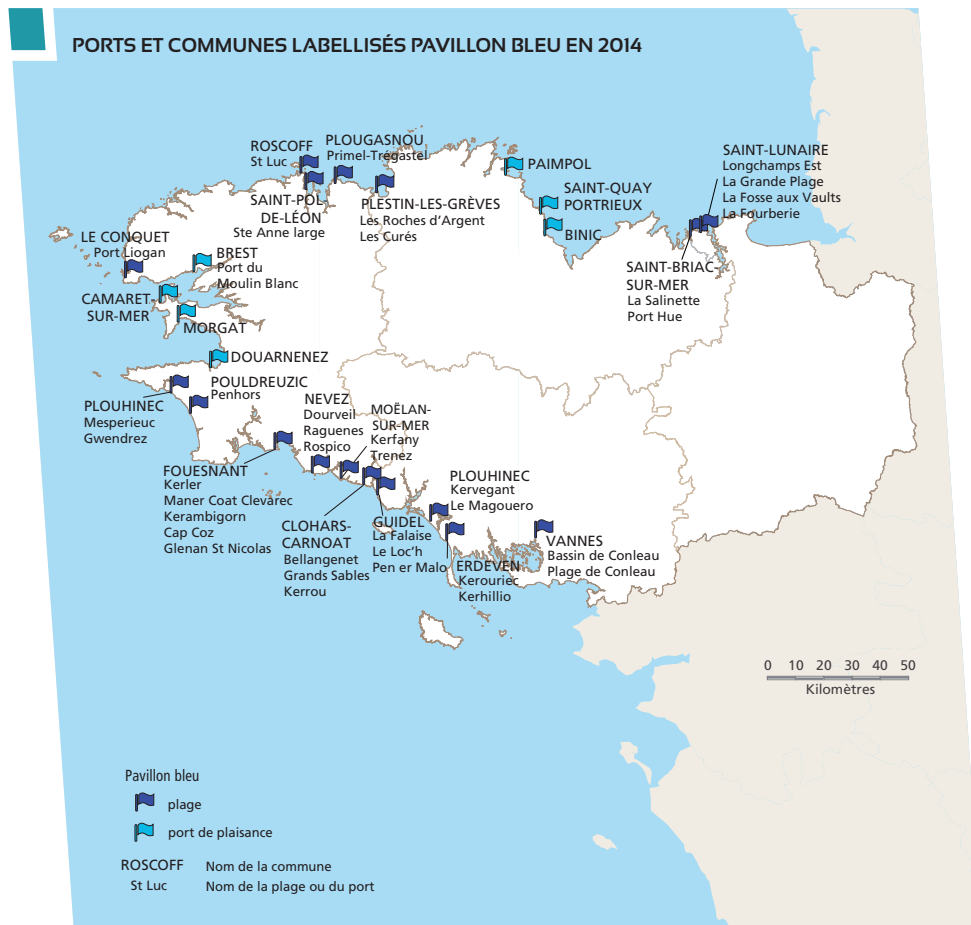 PORTS ET COMMUNES LABELLISÉS PAVILLON BLEU EN 2014
ROSCOFF
St Luc
PLOUGASNOU
Primel-Trégastel
SAINT-POL-
DE-LÉON
Ste Anne large
PLESTIN-LES-GRÈVES
Les Roches d'Argent
Les Curés
PAIMPOL
SAINT-QUAY
PORTRIEUX
BINIC
SAINT-LUNAIRE
Longchamps Est
La Grande Plage
La Fosse aux Vaults
La Fourberie
SAINT-BRIAC-
SUR-MER
La Salinette
Port Hue
LE CONQUET
Port Liogan
BREST
Port du
Moulin Blanc
CAMARET-
SUR-MER
MORGAT
DOUARNENEZ
POULDREUZIC
Penhors
PLOUHINEC
Mesperieuc
Gwendrez
NEVEZ
Dourveil
Raguenes
Rospico
MOËLAN-
SUR-MER
Kerfany
Trenez
FOUESNANT
Kerler
Maner Coat Clevarec
Kerambigorn
Cap Coz
Glenan St Nicolas
CLOHARS-
CARNOAT
Bellangenet
Grands Sables
Kerrou
GUIDEL
La Falaise
Le Loc'h
Pen er Malo
PLOUHINEC
Kervegant
Le Magouero
ERDEVEN
Kerouriec
Kerhillio
VANNES
Bassin de Conleau
Plage de Conleau
0 10 20 30 40 50
Kilomètres
Pavillon bleu
plage
port de plaisance
ROSCOFF Nom de la commune
St Luc Nom de la plage ou du port